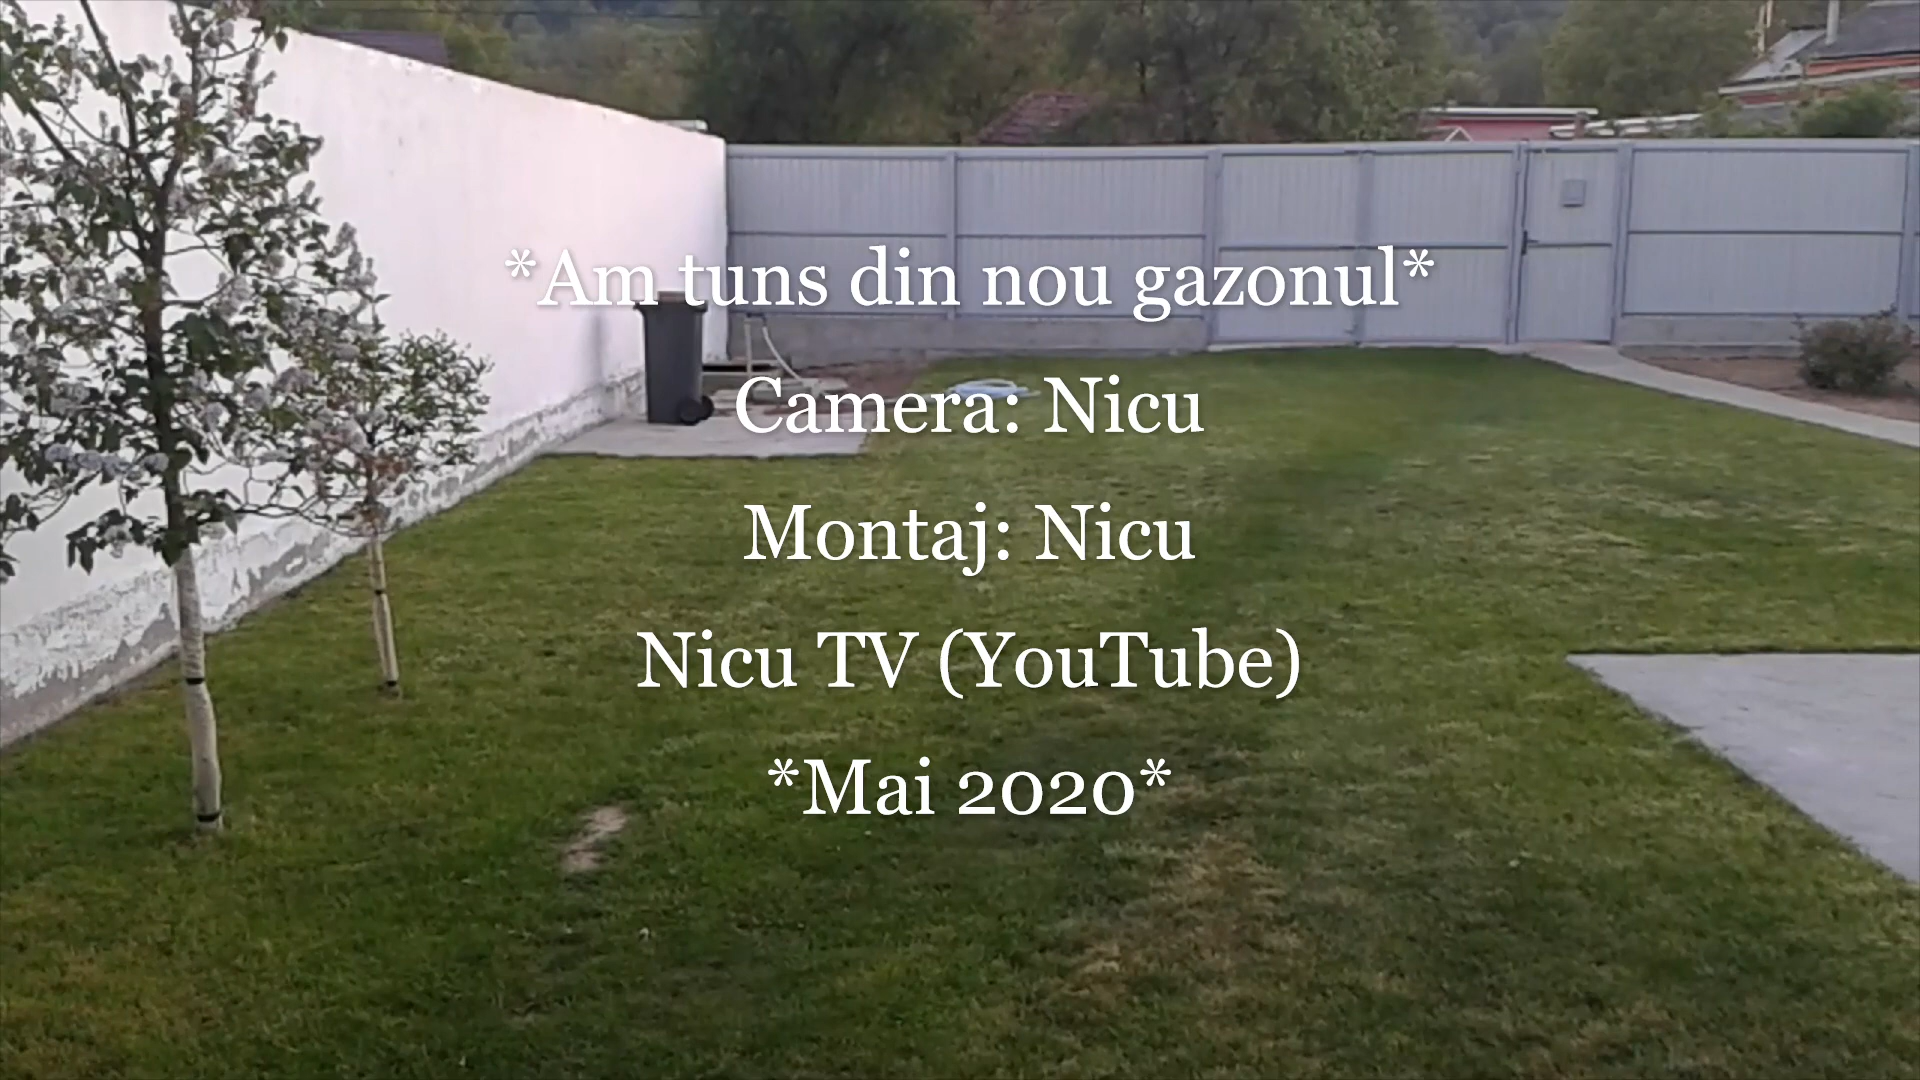 *Am tuns din nou gazonul*
Camera: Nicu
Montaj: Nicu
Nicu TV (YouTube)
*Mai 2020*